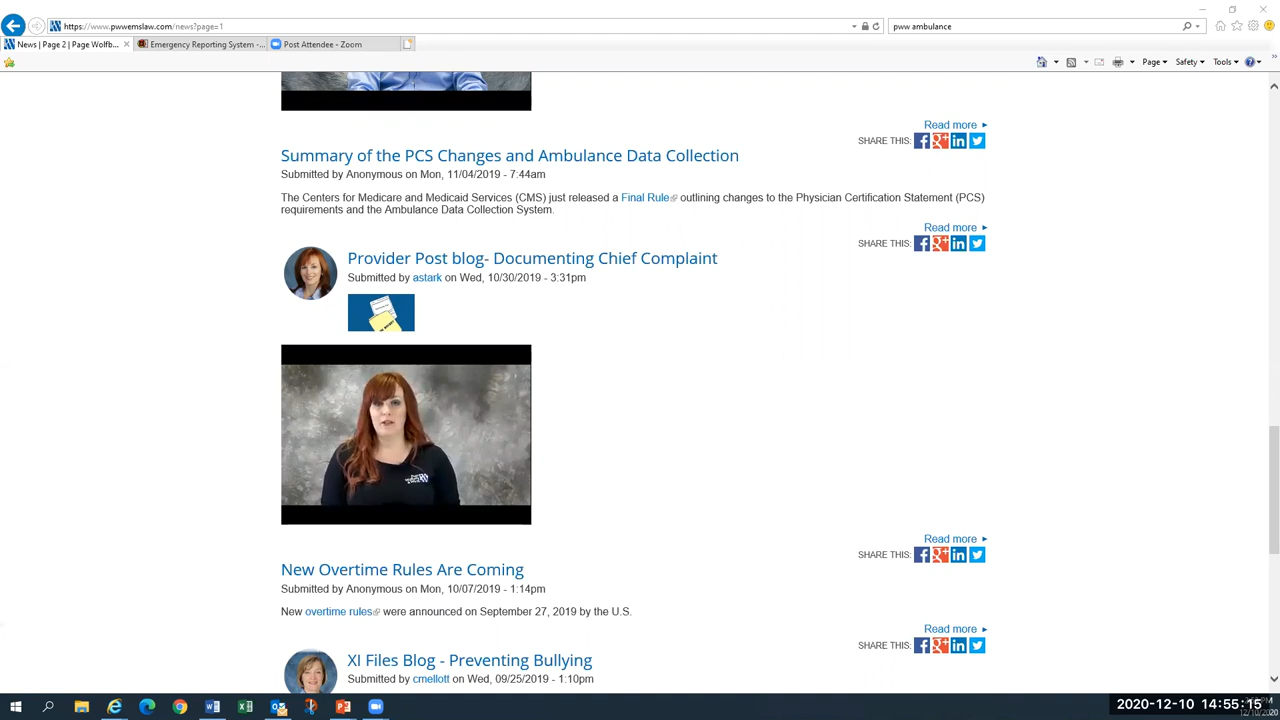 https://www.pwwemslaw.com/news?page=1
pww ambulance
News | Page 2 | Page Wolfb...
Emergency Reporting System -...
Post Attendee - Zoom
Page
Safety
Tools
Read more
SHARE THIS:
Summary of the PCS Changes and Ambulance Data Collection
Submitted by Anonymous on Mon, 11/04/2019 - 7:44am
The Centers for Medicare and Medicaid Services (CMS) just released a Final Rule outlining changes to the Physician Certification Statement (PCS)
requirements and the Ambulance Data Collection System.
Read more
SHARE THIS:
Provider Post blog- Documenting Chief Complaint
Submitted by astark on Wed, 10/30/2019 - 3:31pm
Read more
SHARE THIS:
New Overtime Rules Are Coming
Submitted by Anonymous on Mon, 10/07/2019 - 1:14pm
New overtime rules were announced on September 27, 2019 by the U.S.
Read more
SHARE THIS:
XI Files Blog - Preventing Bullying
Submitted by cmellott on Wed, 09/25/2019 - 1:10pm
2020-12-10 14:55:15